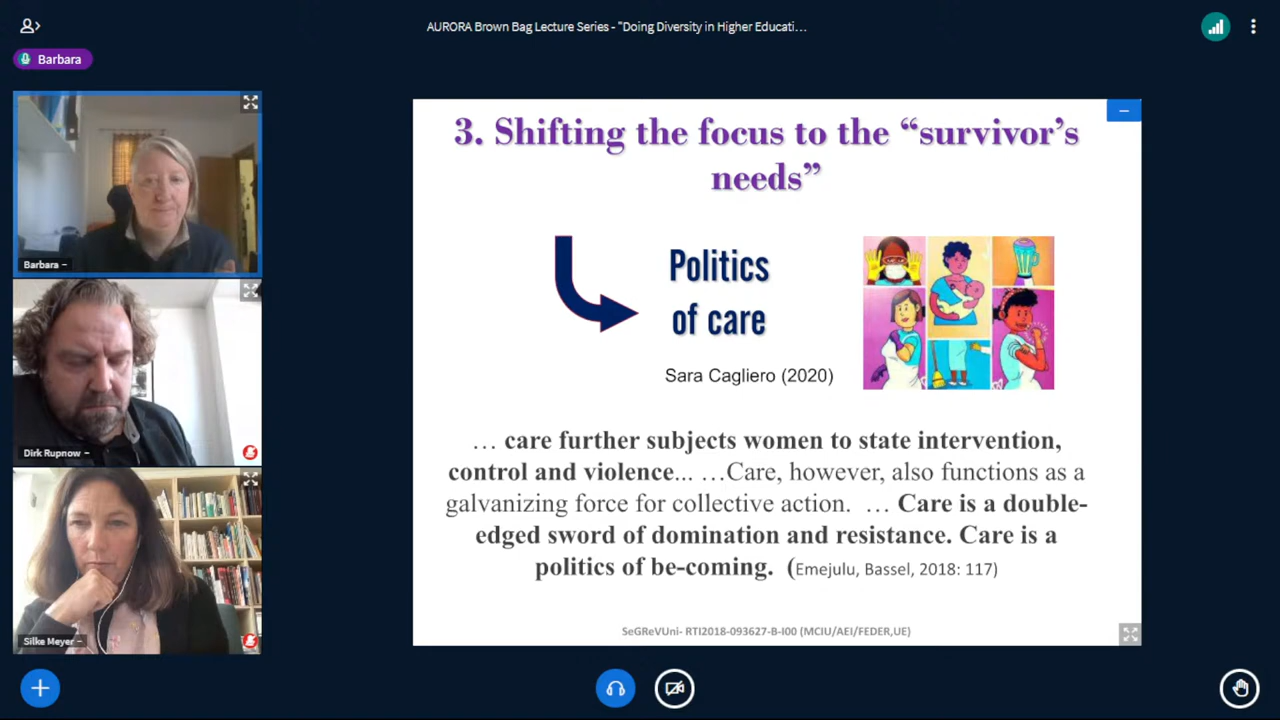 AURORA Brown Bag Lecture Series - "Doing Diversity in Higher Educati…
Barbara
Barbara –
Dirk Rupnow –
Silke Meyer –
3. Shifting the focus to the “survivor’s
needs”
Politics
of care
Sara Cagliero (2020)
… care further subjects women to state intervention,
control and violence... …Care, however, also functions as a
galvanizing force for collective action. … Care is a double-
edged sword of domination and resistance. Care is a
politics of be-coming. (Emejulu, Bassel, 2018: 117)
SeGReVUni- RTI2018-093627-B-I00 (MCIU/AEI/FEDER,UE)